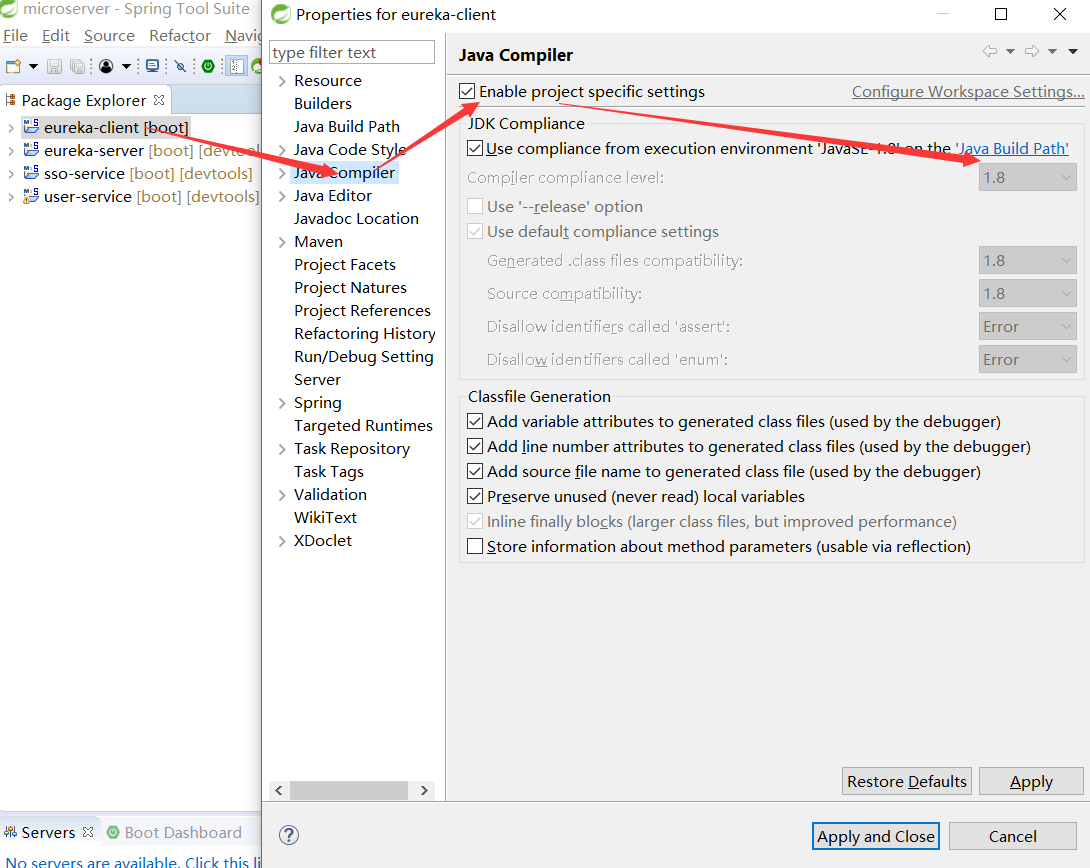 microserver - Spring Tool Suite
File Edit Source Refactor Navig
Package Explorer
eureka-client [boot]
eureka-server [boot] [devtool
sso-service [boot] [devtools]
user-service [boot] [devtools]
Servers
Boot Dashboard
No servers are available. Click this li
Properties for eureka-client
type filter text
Resource
Builders
Java Build Path
Java Code Style
Java Compiler
Java Editor
Javadoc Location
Maven
Project Facets
Project Natures
Project References
Refactoring History
Run/Debug Setting
Server
Spring
Targeted Runtimes
Task Repository
Task Tags
Validation
WikiText
XDoclet
Java Compiler
Enable project specific settings
Configure Workspace Settings...
JDK Compliance
Use compliance from execution environment 'JavaSE-1.8' on the 'Java Build Path'
Compiler compliance level: 1.8
Use '--release' option
Use default compliance settings
Generated .class files compatibility: 1.8
Source compatibility: 1.8
Disallow identifiers called 'assert': Error
Disallow identifiers called 'enum': Error
Classfile Generation
Add variable attributes to generated class files (used by the debugger)
Add line number attributes to generated class files (used by the debugger)
Add source file name to generated class file (used by the debugger)
Preserve unused (never read) local variables
Inline finally blocks (larger class files, but improved performance)
Store information about method parameters (usable via reflection)
Restore Defaults
Apply
Apply and Close
Cancel